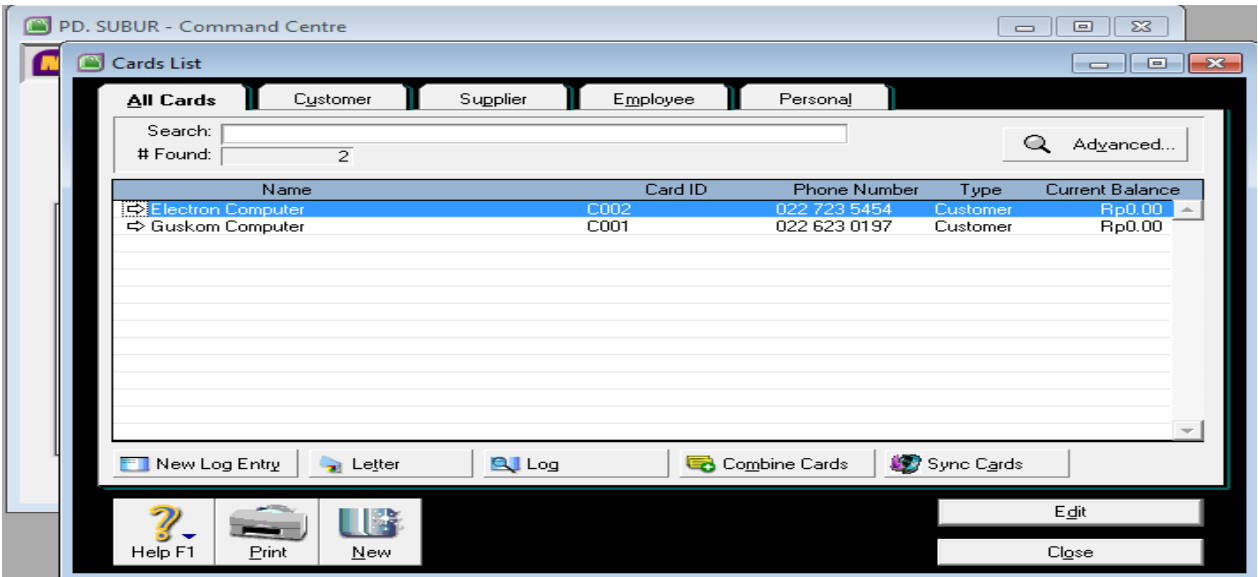 PD. SUBUR - Command Centre
Cards List
All Cards Customer Supplier Employee Personal
Search:
# Found: 2
Advanced...
Name Card ID Phone Number Type Current Balance
Electron Computer C002 022 723 5454 Customer Rp0.00
Guskom Computer C001 022 623 0197 Customer Rp0.00
New Log Entry Letter Log Combine Cards Sync Cards
Help F1 Print New
Edit
Close